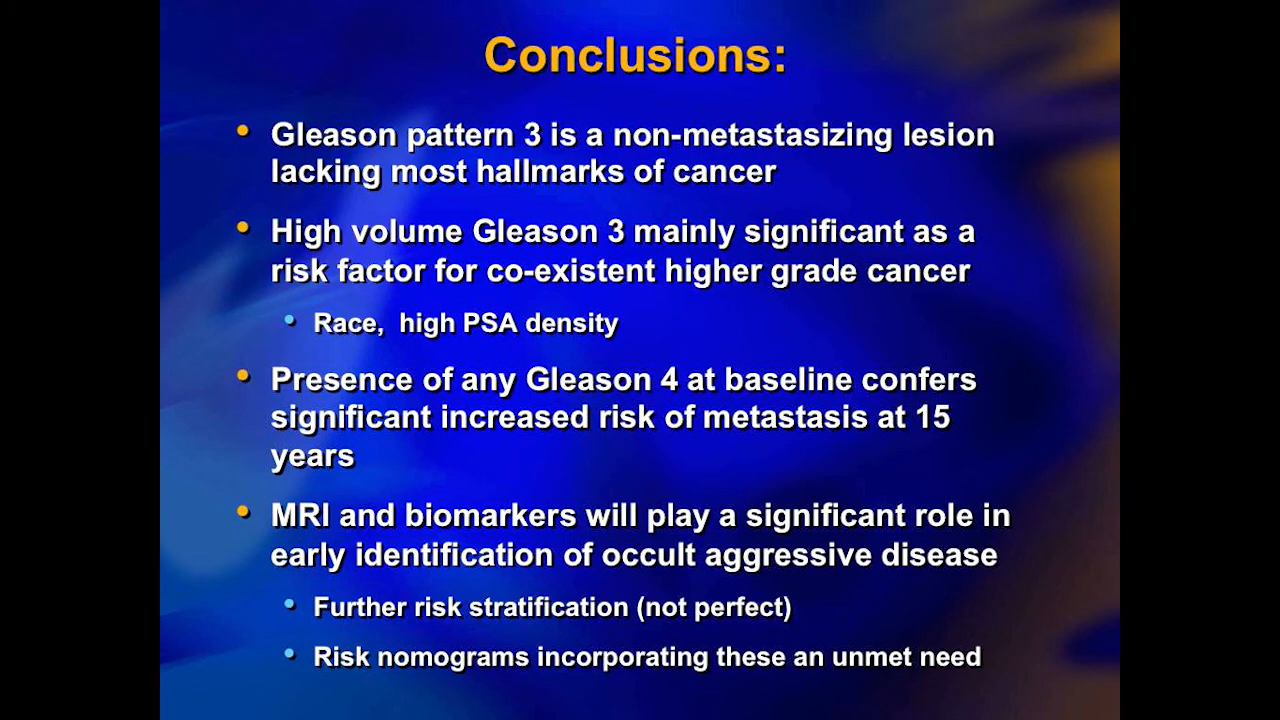 Conclusions:
• Gleason pattern 3 is a non-metastasizing lesion
lacking most hallmarks of cancer
• High volume Gleason 3 mainly significant as a
risk factor for co-existent higher grade cancer
• Race,  high PSA density
• Presence of any Gleason 4 at baseline confers
significant increased risk of metastasis at 15
years
• MRI and biomarkers will play a significant role in
early identification of occult aggressive disease
• Further risk stratification (not perfect)
• Risk nomograms incorporating these an unmet need